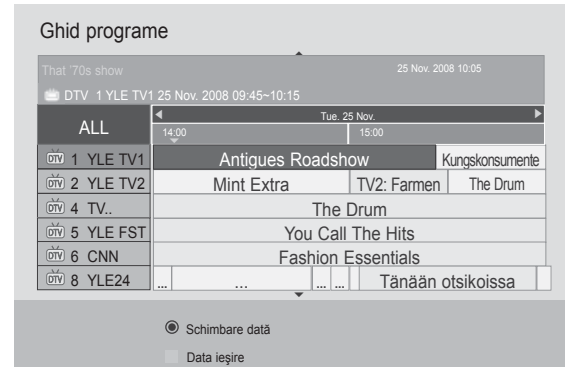 Ghid programe
That '70s show 25 Nov. 2008 10:05
DTV 1 YLE TV1 25 Nov. 2008 09:45~10:15
ALL
Tue. 25 Nov.
14:00 15:00
DTV 1 YLE TV1 Antigues Roadshow Kungskonsumente
DTV 2 YLE TV2 Mint Extra TV2: Farmen The Drum
DTV 4 TV.. The Drum
DTV 5 YLE FST You Call The Hits
DTV 6 CNN Fashion Essentials
DTV 8 YLE24 ... ... ... ... Tänään otsikoissa
Schimbare dată
Data ieşire